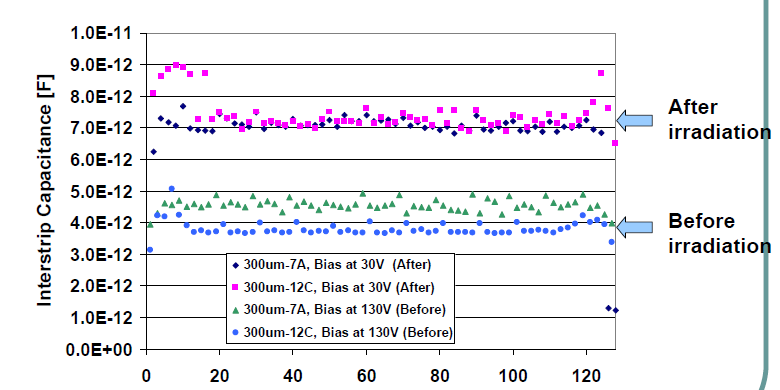 1.0E-11
9.0E-12
8.0E-12
7.0E-12
6.0E-12
5.0E-12
4.0E-12
3.0E-12
2.0E-12
1.0E-12
0.0E+00
Interstrip Capacitance [F]
0 20 40 60 80 100 120
300um-7A, Bias at 30V (After)
300um-12C, Bias at 30V (After)
300um-7A, Bias at 130V (Before)
300um-12C, Bias at 130V (Before)
After
irradiation
Before
irradiation